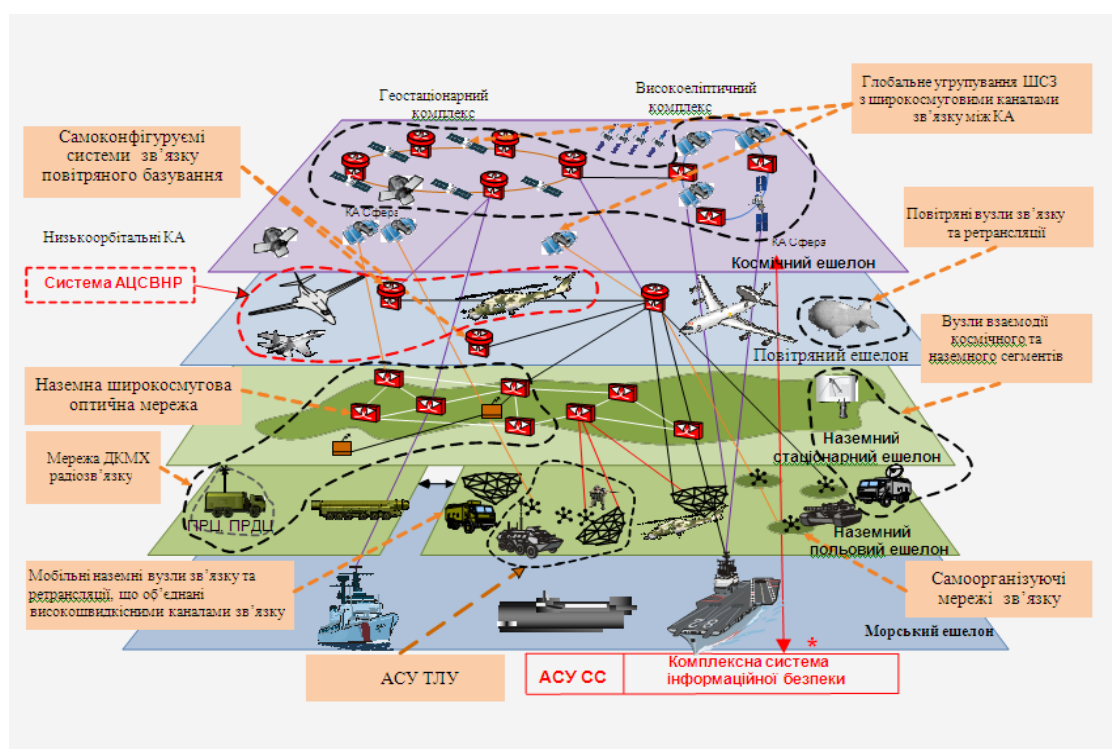 Геостаціонарний
комплекс
Високоеліптичний
комплекс
Глобальне угрупування ШСЗ
з широкосмуговими каналами
зв’язку між КА
Самоконфігуруємі
системи зв’язку
повітряного базування
КА Сфера
Низькоорбітальні КА
КА Сфера
Космічний ешелон
Повітряні вузли зв’язку
та ретрансляції
Система АЦСВНР
Повітряний ешелон
Вузли взаємодії
космічного та
наземного сегментів
Наземна широкосмугова
оптична мережа
Наземний
стаціонарний ешелон
Мережа ДКМХ
радіозв’язку
ПРЦ, ПРДЦ
Наземний
польовий ешелон
Мобільні наземні вузли зв’язку та
ретрансляції, що об’єднані
високошвидкісними каналами зв’язку
Самоорганізуючі
мережі зв’язку
Морський ешелон
АСУ ТЛУ
АСУ СС
Комплексна система
інформаційної безпеки
*